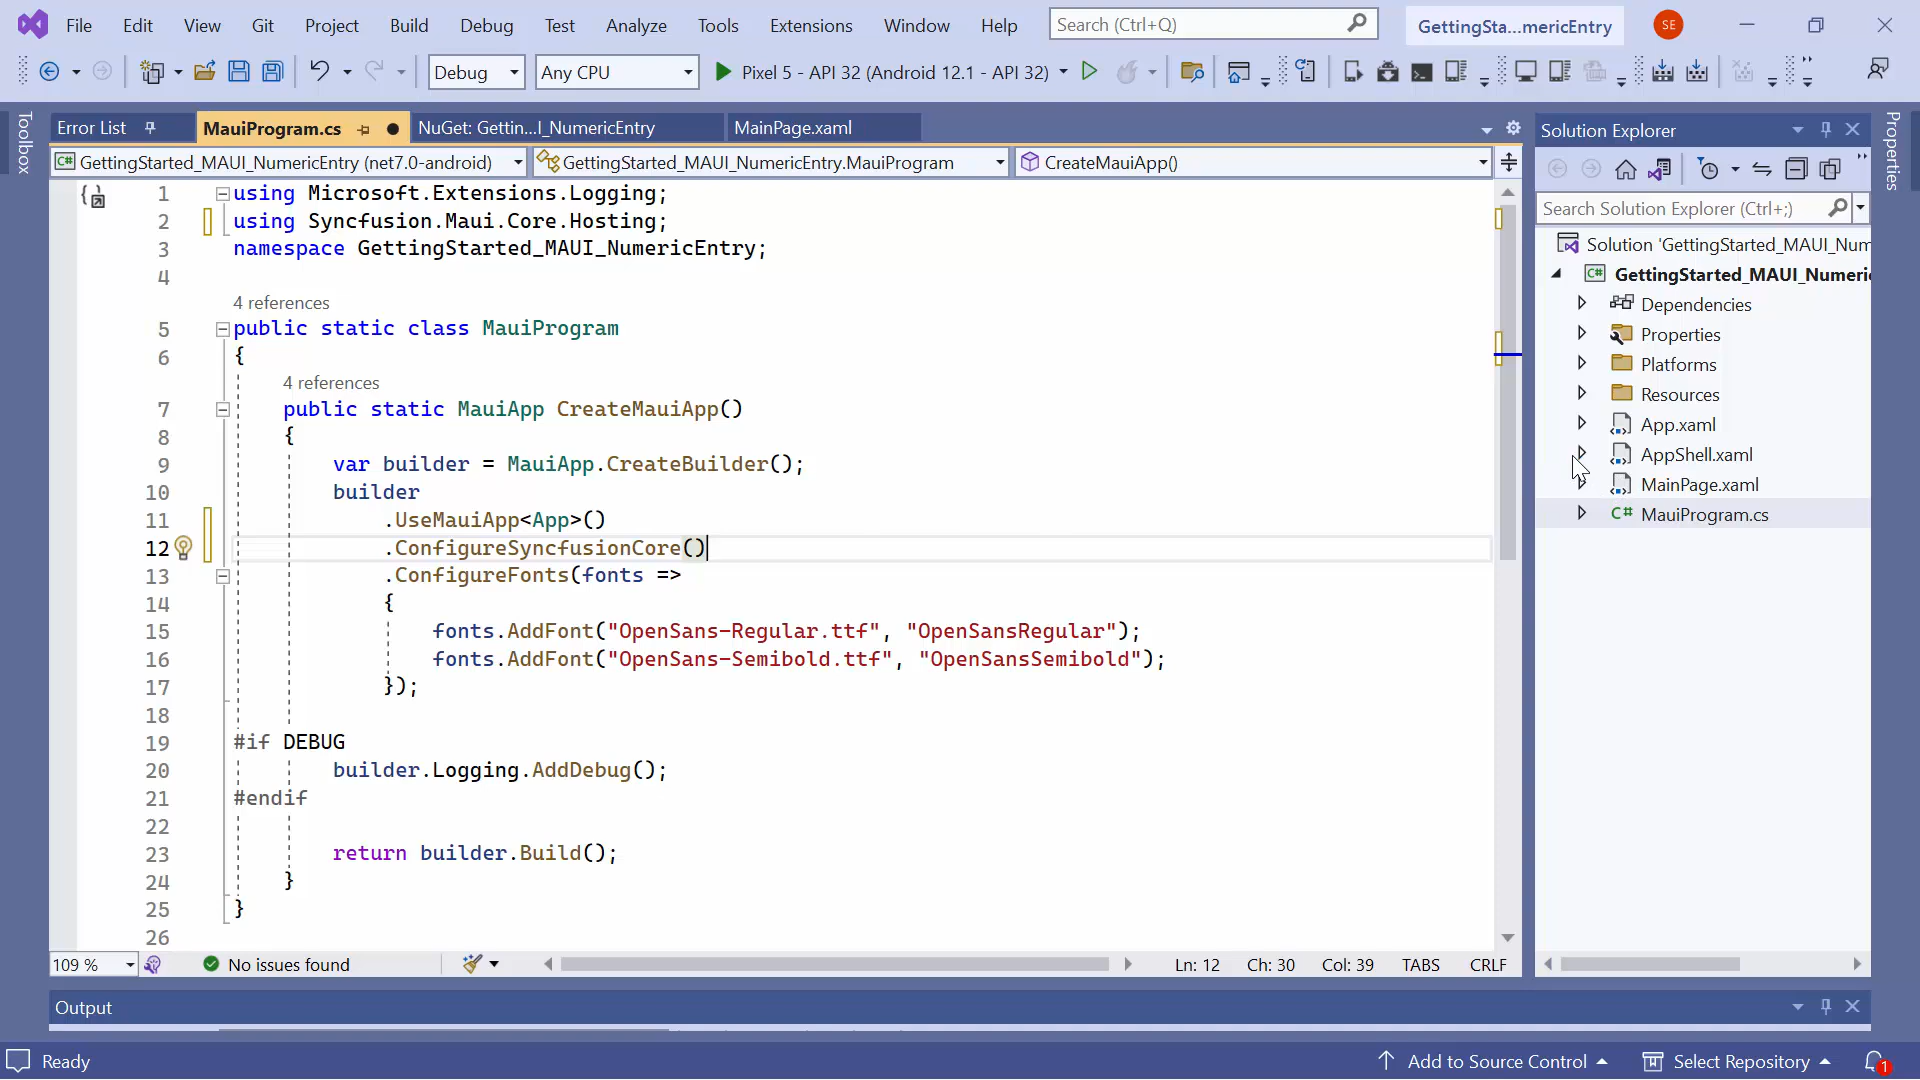 File Edit View Git Project Build Debug Test Analyze Tools Extensions Window Help Search (Ctrl+Q) GettingSta...mericEntry SE
Debug Any CPU Pixel 5 - API 32 (Android 12.1 - API 32)
Toolbox
Error List MauiProgram.cs NuGet: Gettin...I_NumericEntry MainPage.xaml
GettingStarted_MAUI_NumericEntry (net7.0-android) GettingStarted_MAUI_NumericEntry.MauiProgram CreateMauiApp()
1 using Microsoft.Extensions.Logging;
2 using Syncfusion.Maui.Core.Hosting;
3 namespace GettingStarted_MAUI_NumericEntry;
4
4 references
5 public static class MauiProgram
6 {
4 references
7 public static MauiApp CreateMauiApp()
8 {
9 var builder = MauiApp.CreateBuilder();
10 builder
11 .UseMauiApp<App>()
12 .ConfigureSyncfusionCore()
13 .ConfigureFonts(fonts =>
14 {
15 fonts.AddFont("OpenSans-Regular.ttf", "OpenSansRegular");
16 fonts.AddFont("OpenSans-Semibold.ttf", "OpenSansSemibold");
17 });
18
19 #if DEBUG
20 builder.Logging.AddDebug();
21 #endif
22
23 return builder.Build();
24 }
25 }
26
109 % No issues found Ln: 12 Ch: 30 Col: 39 TABS CRLF
Solution Explorer
Search Solution Explorer (Ctrl+;)
Solution 'GettingStarted_MAUI_Num
C# GettingStarted_MAUI_Numeri
Dependencies
Properties
Platforms
Resources
App.xaml
AppShell.xaml
MainPage.xaml
C# MauiProgram.cs
Properties
Output
Ready Add to Source Control Select Repository 1